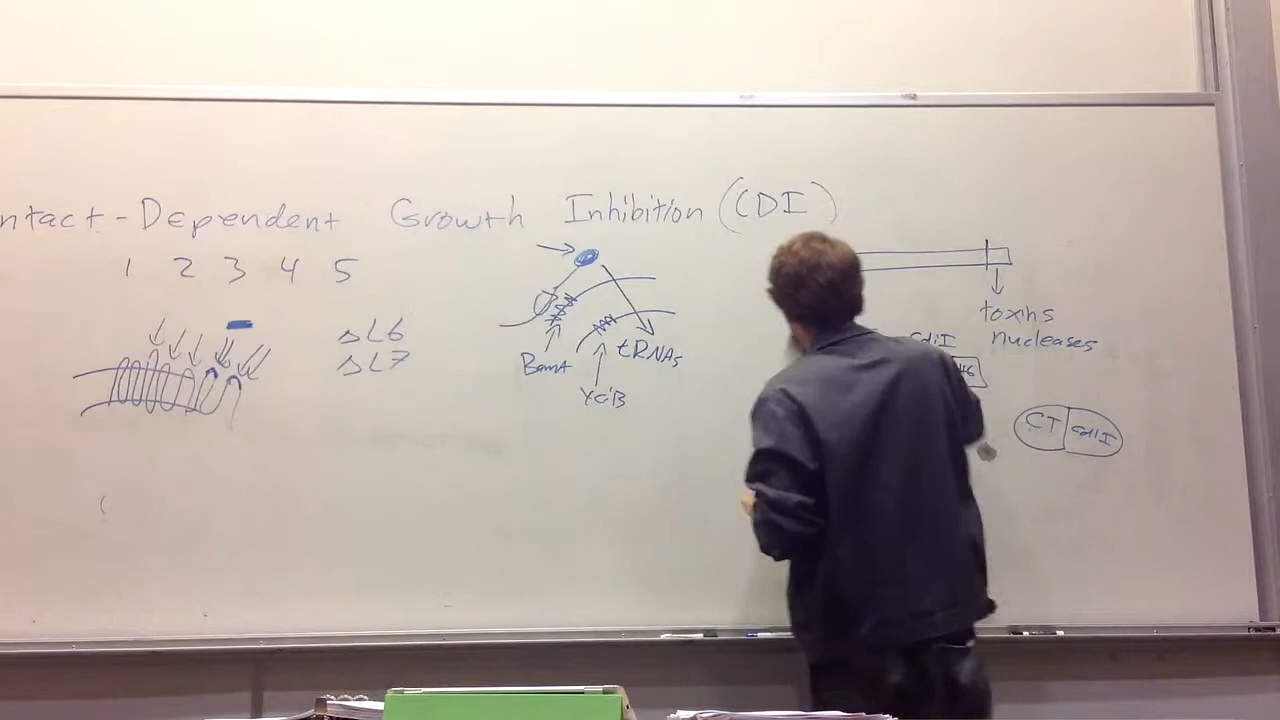 ntact-Dependent Growth Inhibition (CDI)
1 2 3 4 5
ΔL6
ΔL7
BamA
tRNAs
YciB
toxins
nucleases
cdiI
CT cdiI